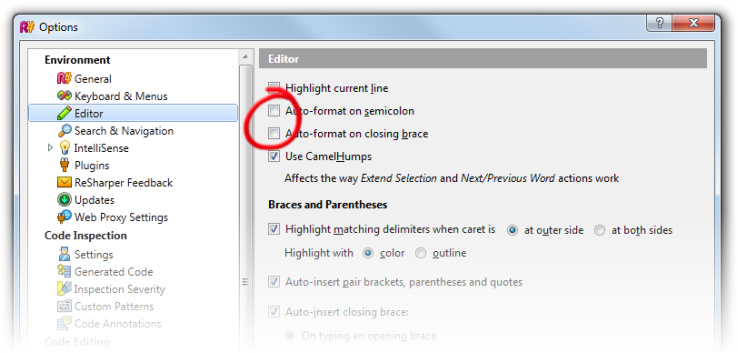 Options
Environment
General
Keyboard & Menus
Editor
Search & Navigation
IntelliSense
Plugins
ReSharper Feedback
Updates
Web Proxy Settings
Code Inspection
Settings
Generated Code
Inspection Severity
Custom Patterns
Code Annotations
Code Editing
Editor
Highlight current line
Auto-format on semicolon
Auto-format on closing brace
Use CamelHumps
Affects the way Extend Selection and Next/Previous Word actions work
Braces and Parentheses
Highlight matching delimiters when caret is at outer side at both sides
Highlight with color outline
Auto-insert pair brackets, parentheses and quotes
Auto-insert closing brace:
On typing an opening brace